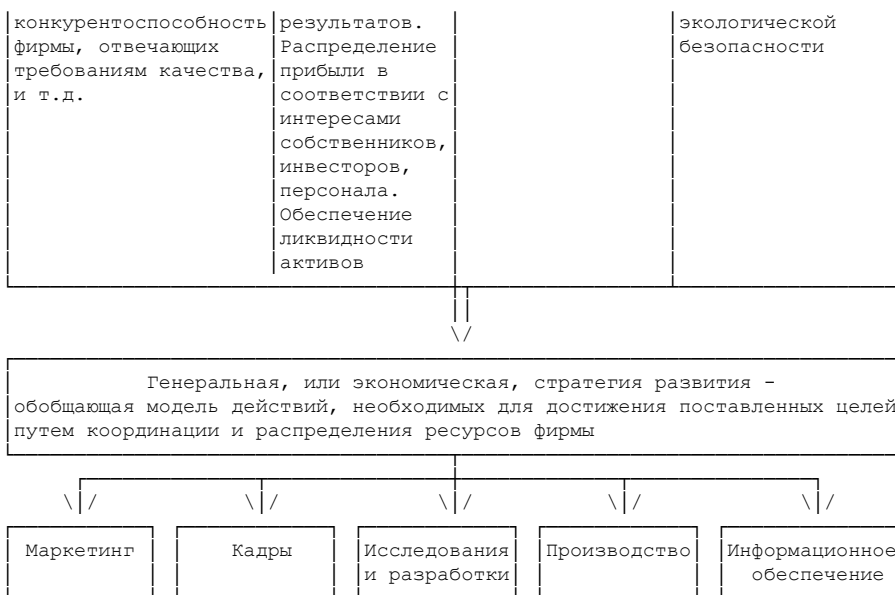 конкурентоспособность результатов. экологической
фирмы, отвечающих Распределение безопасности
требованиям качества, прибыли в
и т.д. соответствии с
интересами
собственников,
инвесторов,
персонала.
Обеспечение
ликвидности
активов
Генеральная, или экономическая, стратегия развития -
обобщающая модель действий, необходимых для достижения поставленных целей
путем координации и распределения ресурсов фирмы
Маркетинг Кадры Исследования Производство Информационное
и разработки обеспечение